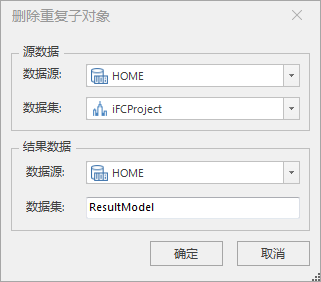 删除重复子对象
源数据
数据源: HOME
数据集: iFCProject
结果数据
数据源: HOME
数据集: ResultModel
确定 取消